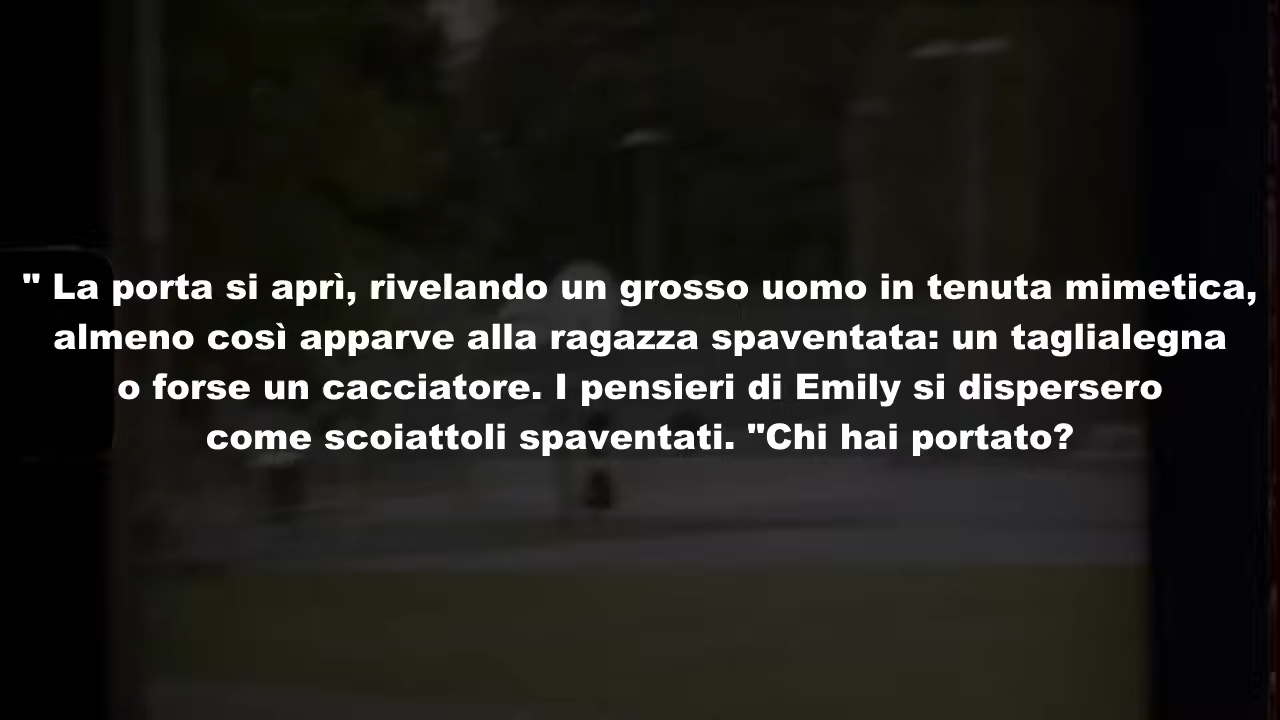 " La porta si aprì, rivelando un grosso uomo in tenuta mimetica,
almeno così apparve alla ragazza spaventata: un taglialegna
o forse un cacciatore. I pensieri di Emily si dispersero
come scoiattoli spaventati. "Chi hai portato?